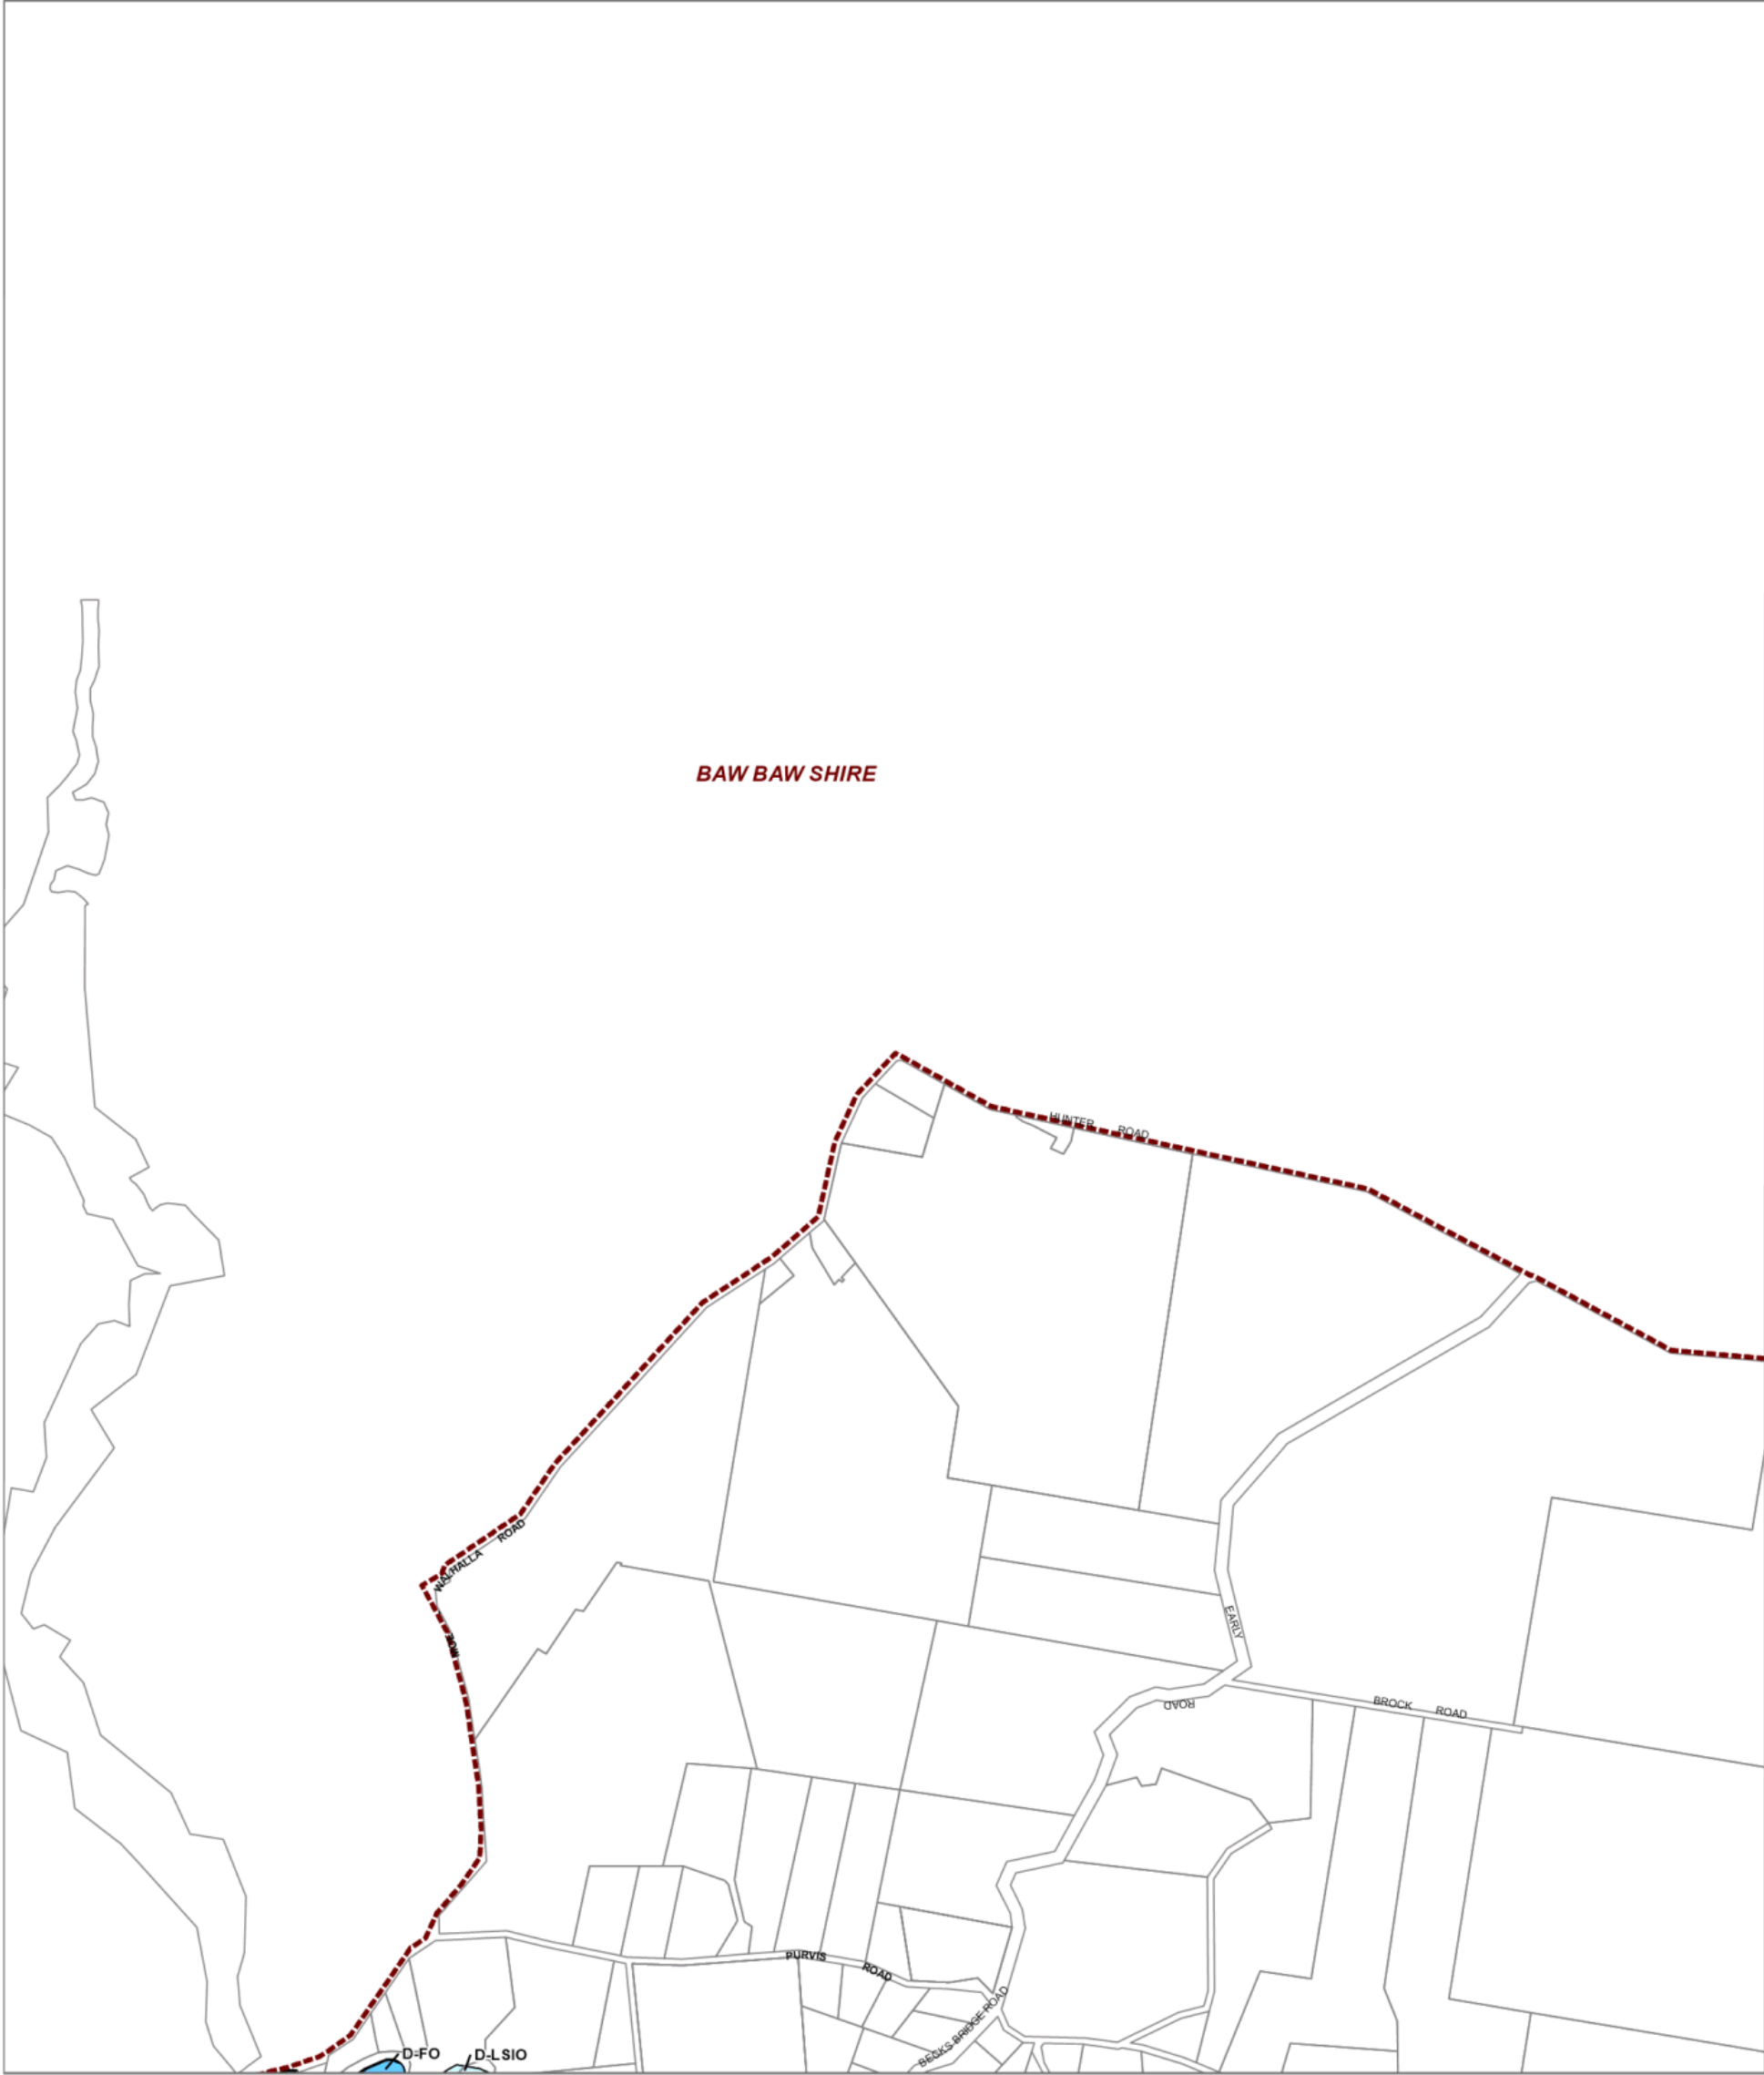 BAW BAW SHIRE
HUNTER ROAD
WALHALLA ROAD
EARLY
ROAD
BROCK ROAD
PURVIS ROAD
BECKS BRIDGE ROAD
D-FO
D-LSIO